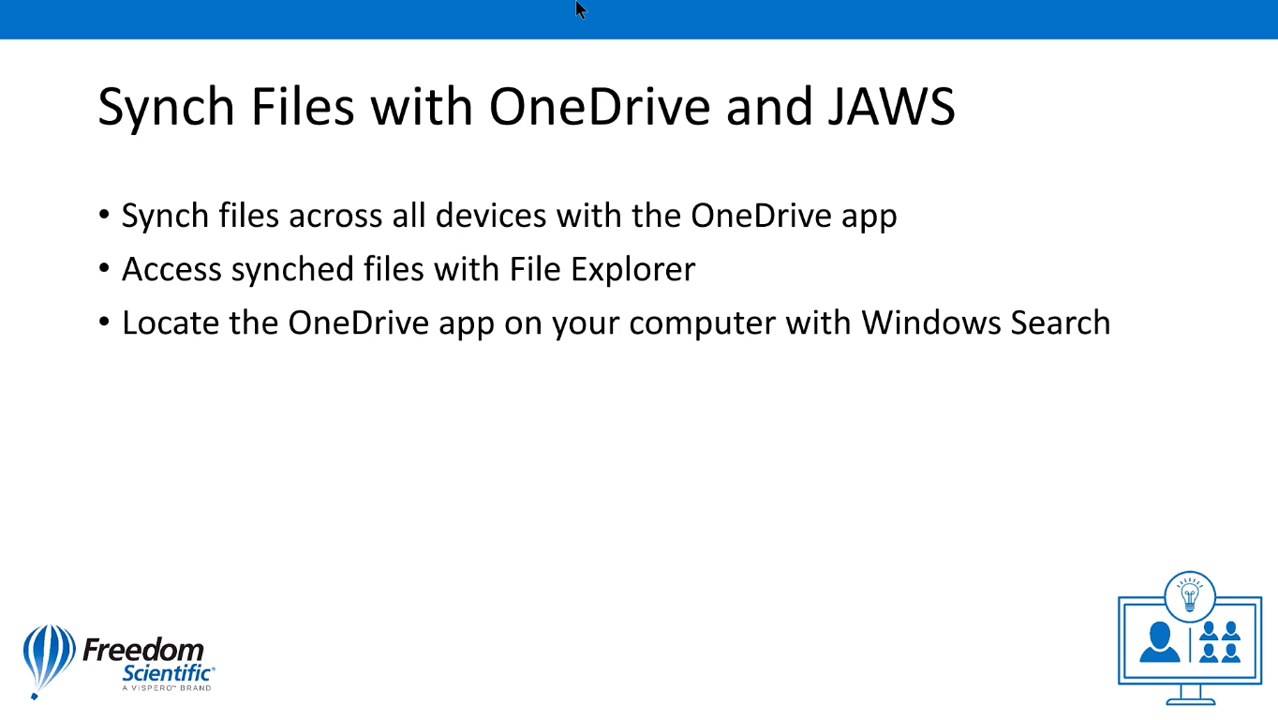 Synch Files with OneDrive and JAWS
• Synch files across all devices with the OneDrive app
• Access synched files with File Explorer
• Locate the OneDrive app on your computer with Windows Search
Freedom
Scientific®
A VISPERO™ BRAND